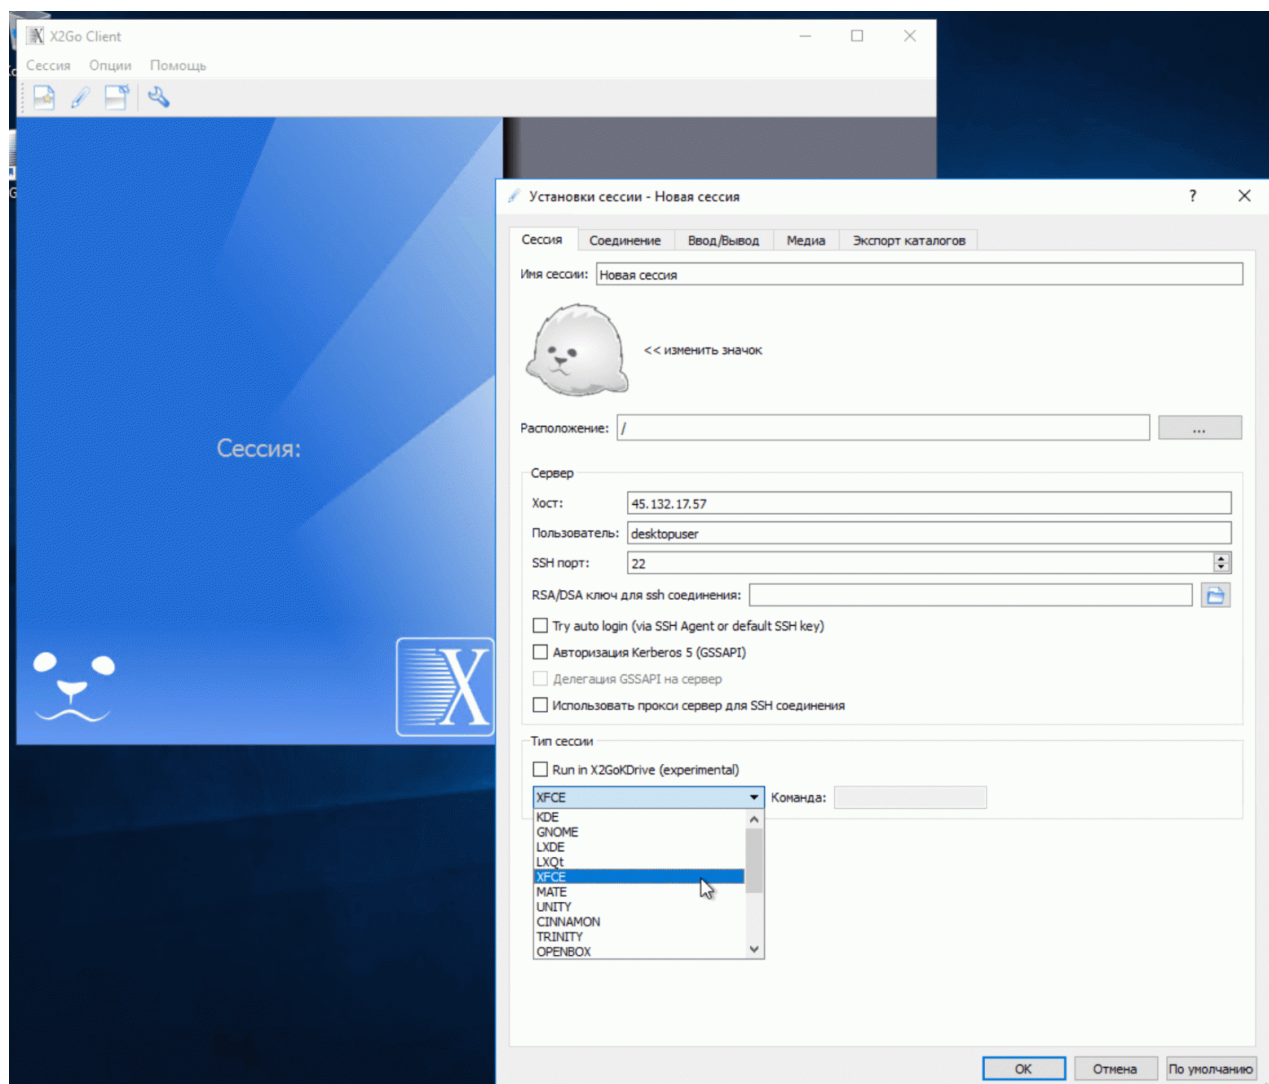 X2Go Client
Сессия Опции Помощь
Сессия:
X
Установки сессии - Новая сессия
Сессия Соединение Ввод/Вывод Медиа Экспорт каталогов
Имя сессии: Новая сессия
<< изменить значок
Расположение: / ...
Сервер
Хост: 45.132.17.57
Пользователь: desktopuser
SSH порт: 22
RSA/DSA ключ для ssh соединения:
Try auto login (via SSH Agent or default SSH key)
Авторизация Kerberos 5 (GSSAPI)
Делегация GSSAPI на сервер
Использовать прокси сервер для SSH соединения
Тип сессии
Run in X2GoKDrive (experimental)
XFCE Команда:
KDE
GNOME
LXDE
LXQt
XFCE
MATE
UNITY
CINNAMON
TRINITY
OPENBOX
OK Отмена По умолчанию